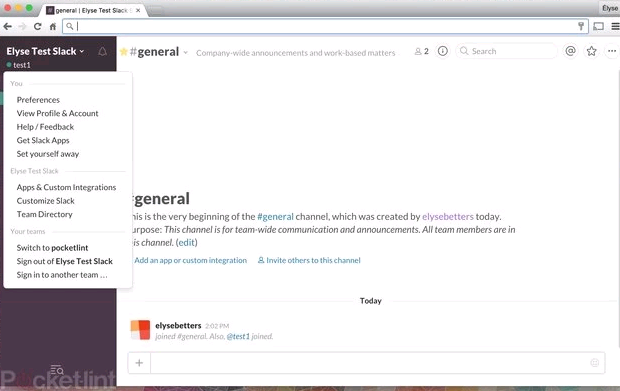 # general | Elyse Test Slack
Elyse
Elyse Test Slack
test1
#general
Company-wide announcements and work-based matters
2
Search
You
Preferences
View Profile & Account
Help / Feedback
Get Slack Apps
Set yourself away
Elyse Test Slack
Apps & Custom Integrations
Customize Slack
Team Directory
Your teams
Switch to pocketlint
Sign out of Elyse Test Slack
Sign in to another team …
#general
This is the very beginning of the #general channel, which was created by elysebetters today.
Purpose: This channel is for team-wide communication and announcements. All team members are in
this channel. (edit)
Add an app or custom integration
Invite others to this channel
Today
elysebetters 2:02 PM
joined #general. Also, @test1 joined.
Pocket-lint